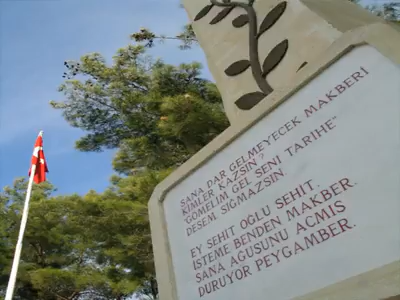 SANA DAR GELMEYECEK MAKBERİ
KİMLER KAZSIN?
"GÖMELİM GEL SENİ TARİHE"
DESEM, SIĞMAZSIN.
EY ŞEHİT OĞLU ŞEHİT,
İSTEME BENDEN MAKBER.
SANA AĞUŞUNU AÇMIŞ
DURUYOR PEYGAMBER.